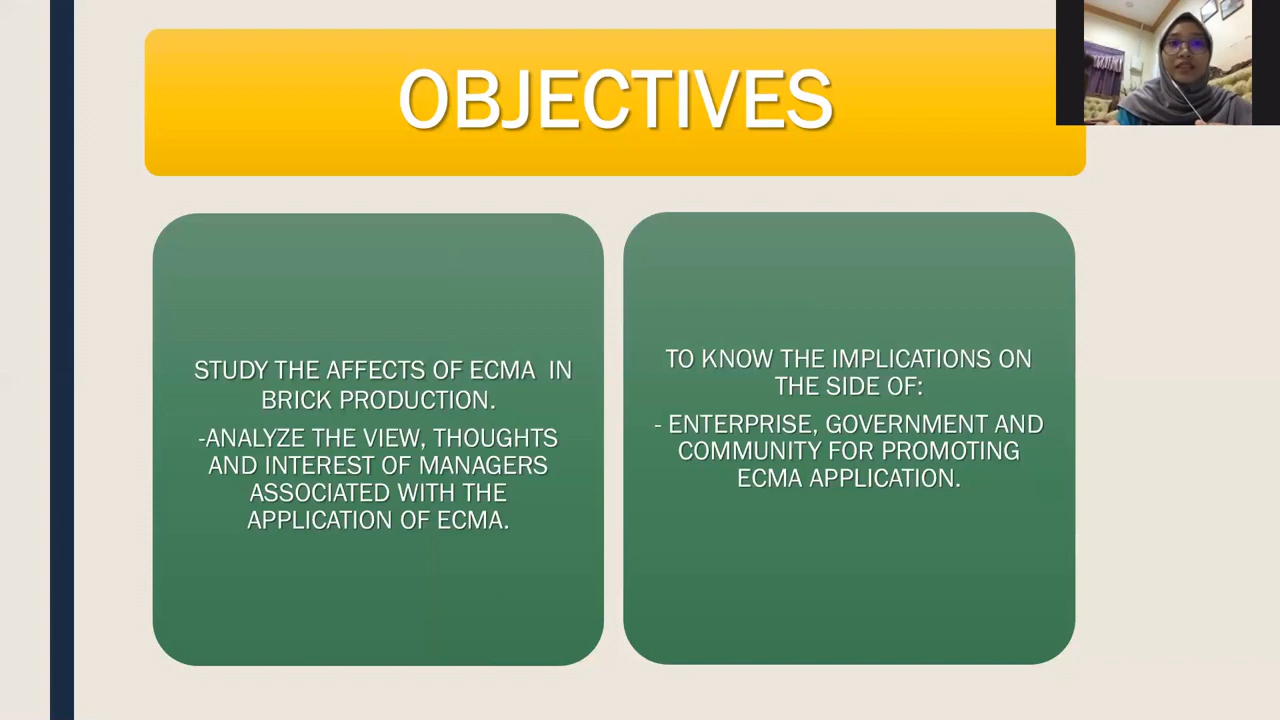 OBJECTIVES
STUDY THE AFFECTS OF ECMA  IN
BRICK PRODUCTION.
-ANALYZE THE VIEW, THOUGHTS
AND INTEREST OF MANAGERS
ASSOCIATED WITH THE
APPLICATION OF ECMA.
TO KNOW THE IMPLICATIONS ON
THE SIDE OF:
- ENTERPRISE, GOVERNMENT AND
COMMUNITY FOR PROMOTING
ECMA APPLICATION.